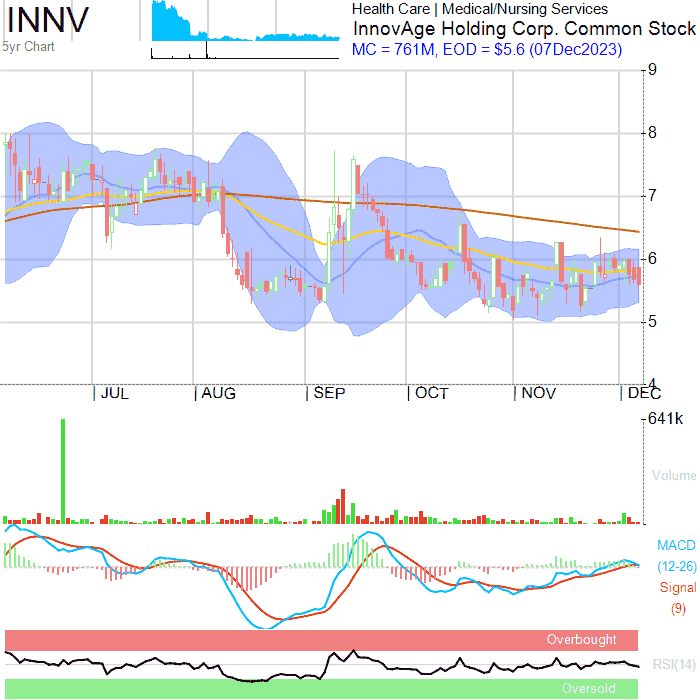 INNV
5yr Chart
Health Care | Medical/Nursing Services
InnovAge Holding Corp. Common Stock
MC = 761M, EOD = $5.6 (07Dec2023)
9
8
7
6
5
4
JUL AUG SEP OCT NOV DEC
641k
Volume
MACD
(12-26)
Signal
(9)
Overbought
RSI(14)
Oversold